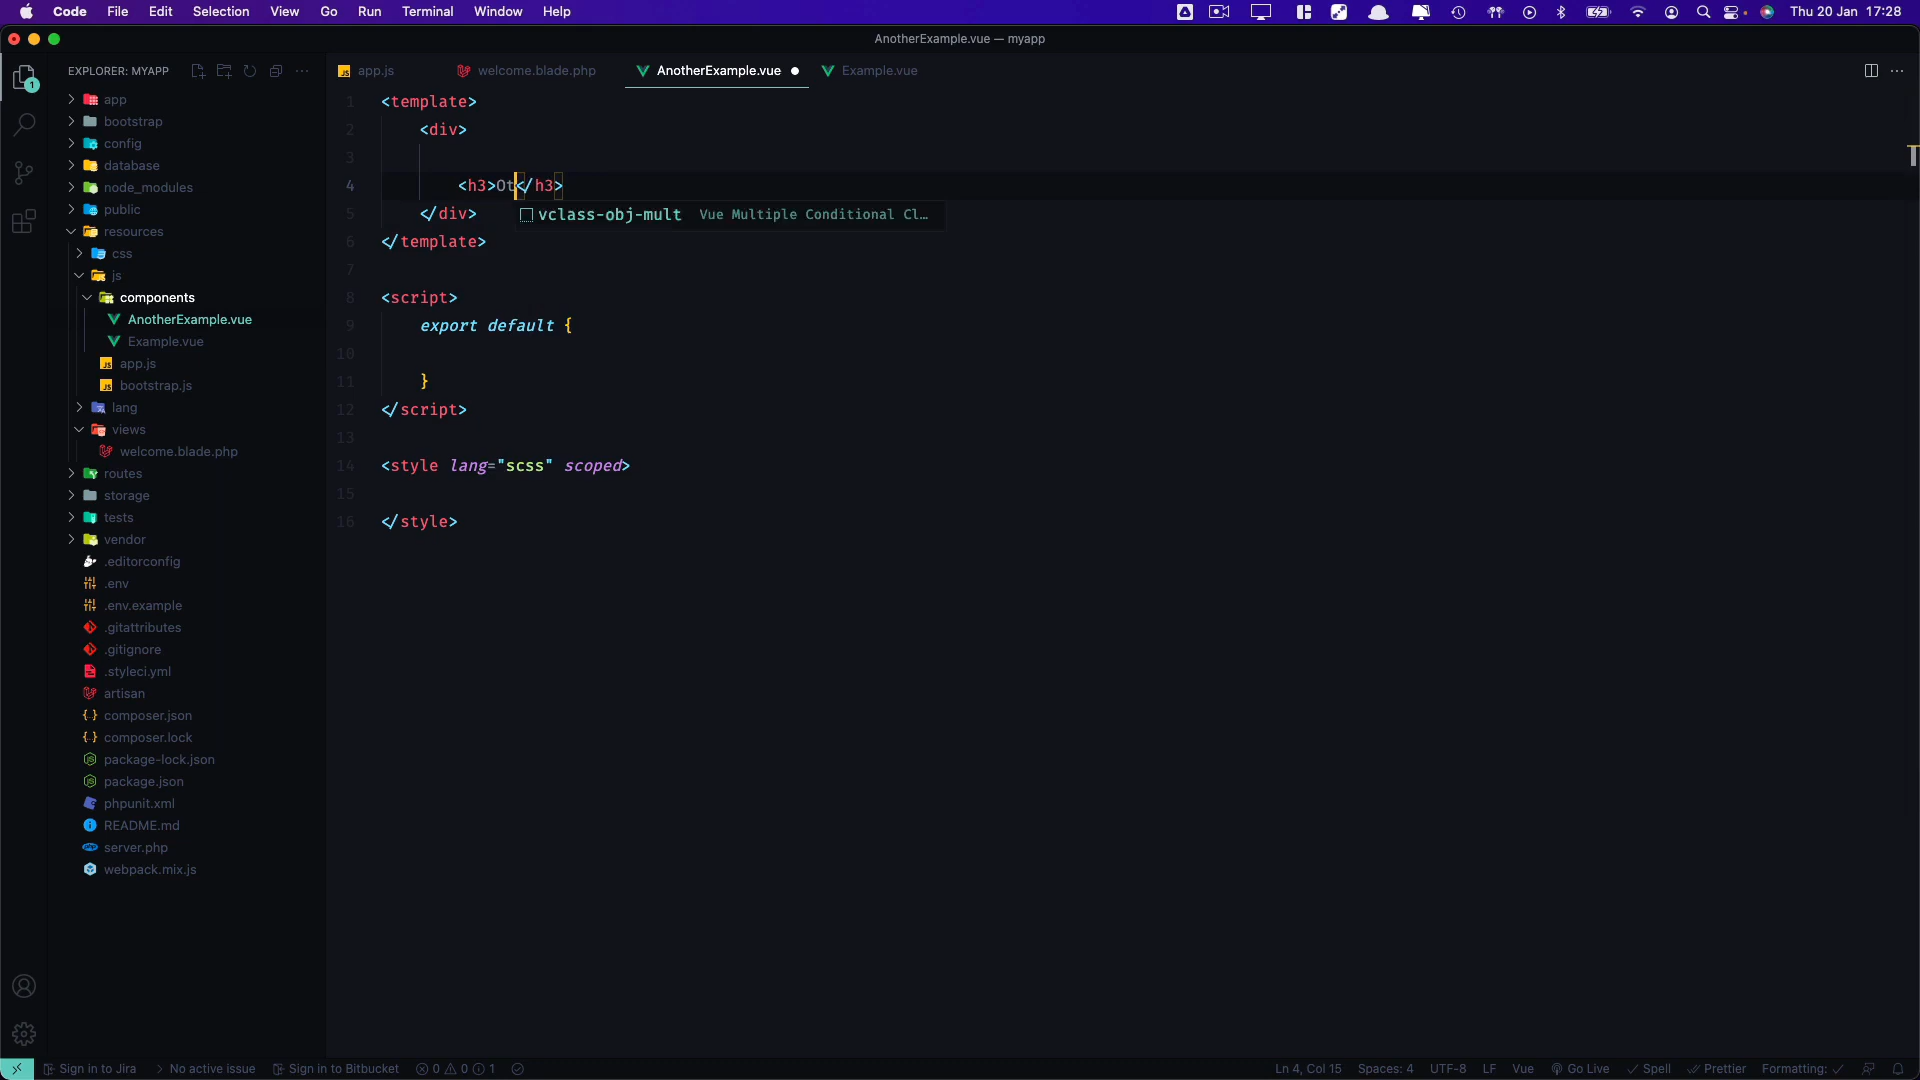 Code File Edit Selection View Go Run Terminal Window Help Thu 20 Jan 17:28
AnotherExample.vue — myapp
EXPLORER: MYAPP
app
bootstrap
config
database
node_modules
public
resources
css
js
components
AnotherExample.vue
Example.vue
app.js
bootstrap.js
lang
views
welcome.blade.php
routes
storage
tests
vendor
.editorconfig
.env
.env.example
.gitattributes
.gitignore
.styleci.yml
artisan
composer.json
composer.lock
package-lock.json
package.json
phpunit.xml
README.md
server.php
webpack.mix.js
app.js welcome.blade.php AnotherExample.vue Example.vue
1 <template>
2 <div>
3
4 <h3>Ot</h3>
vclass-obj-mult Vue Multiple Conditional Cl…
5 </div>
6 </template>
7
8 <script>
9 export default {
10
11 }
12 </script>
13
14 <style lang="scss" scoped>
15
16 </style>
Sign in to Jira No active issue Sign in to Bitbucket 0 0 1 Ln 4, Col 15 Spaces: 4 UTF-8 LF Vue Go Live Spell Prettier Formatting: ✓